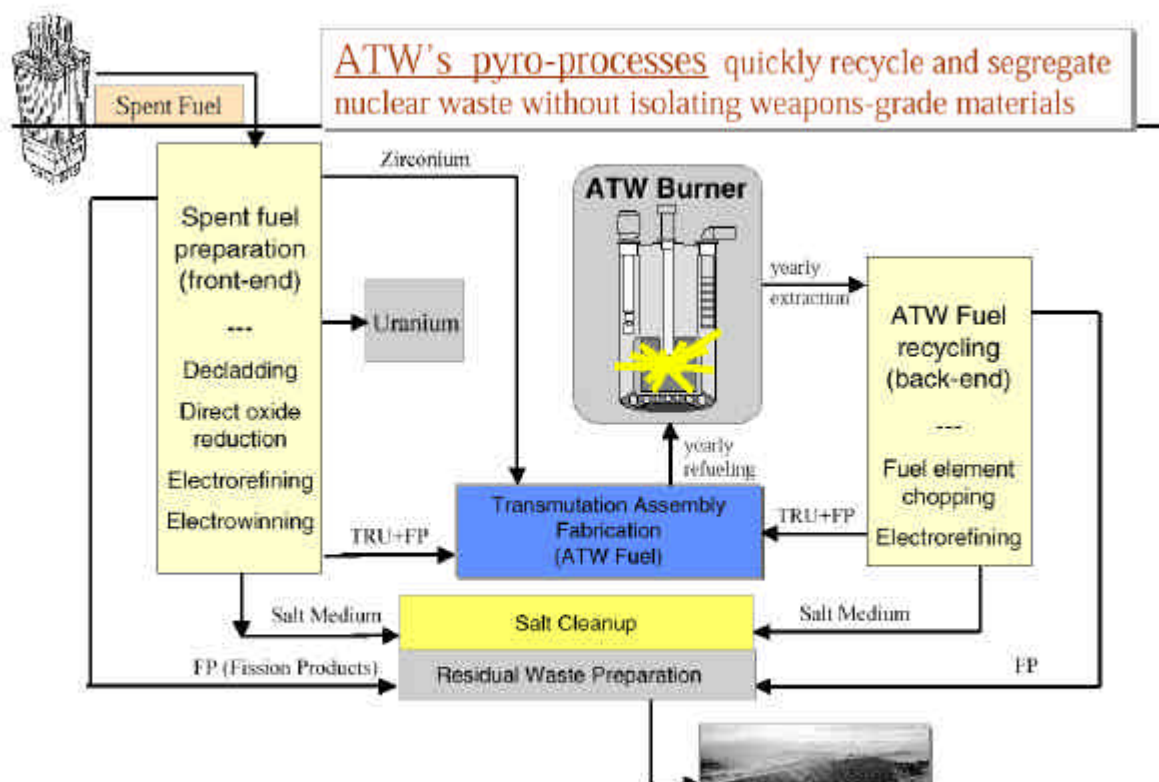 ATW's pyro-processes quickly recycle and segregate
nuclear waste without isolating weapons-grade materials
Spent Fuel
Zirconium
ATW Burner
Spent fuel
preparation
(front-end)
---
Decladding
Direct oxide
reduction
Electrorefining
Electrowinning
Uranium
yearly
extraction
ATW Fuel
recycling
(back-end)
---
Fuel element
chopping
Electrorefining
yearly
refueling
Transmutation Assembly
Fabrication
(ATW Fuel)
TRU+FP
TRU+FP
Salt Medium
Salt Cleanup
Salt Medium
FP (Fission Products)
Residual Waste Preparation
FP